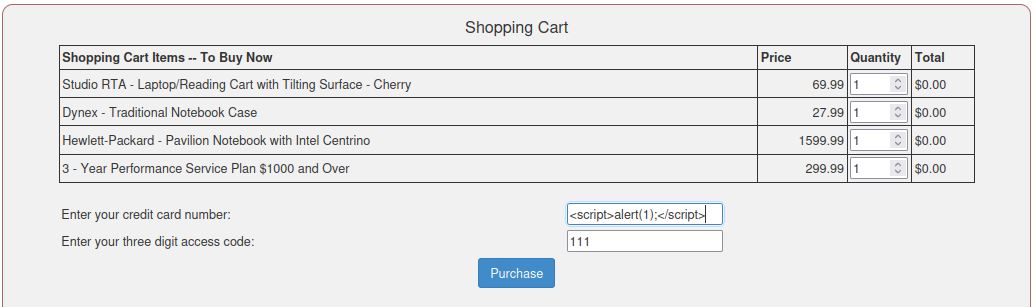 Shopping Cart
Shopping Cart Items -- To Buy Now Price Quantity Total
Studio RTA - Laptop/Reading Cart with Tilting Surface - Cherry 69.99 1 $0.00
Dynex - Traditional Notebook Case 27.99 1 $0.00
Hewlett-Packard - Pavilion Notebook with Intel Centrino 1599.99 1 $0.00
3 - Year Performance Service Plan $1000 and Over 299.99 1 $0.00
Enter your credit card number: <script>alert(1);</script>
Enter your three digit access code: 111
Purchase